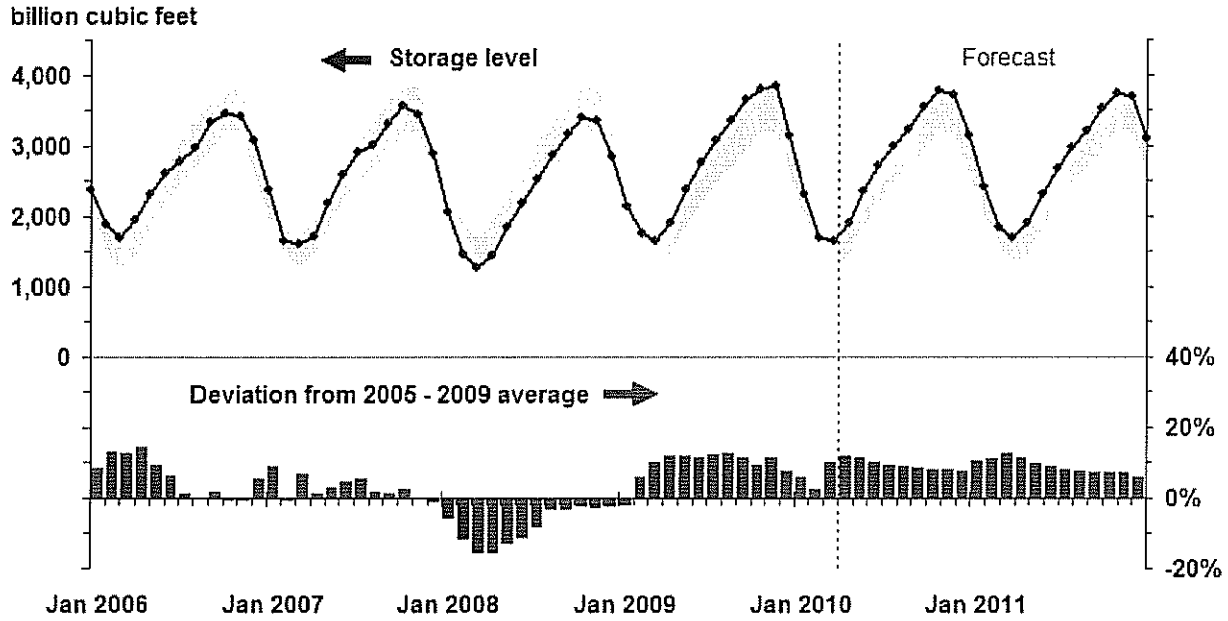 billion cubic feet
4,000
3,000
2,000
1,000
0
Storage level
Forecast
40%
20%
0%
-20%
Deviation from 2005 - 2009 average
Jan 2006 Jan 2007 Jan 2008 Jan 2009 Jan 2010 Jan 2011